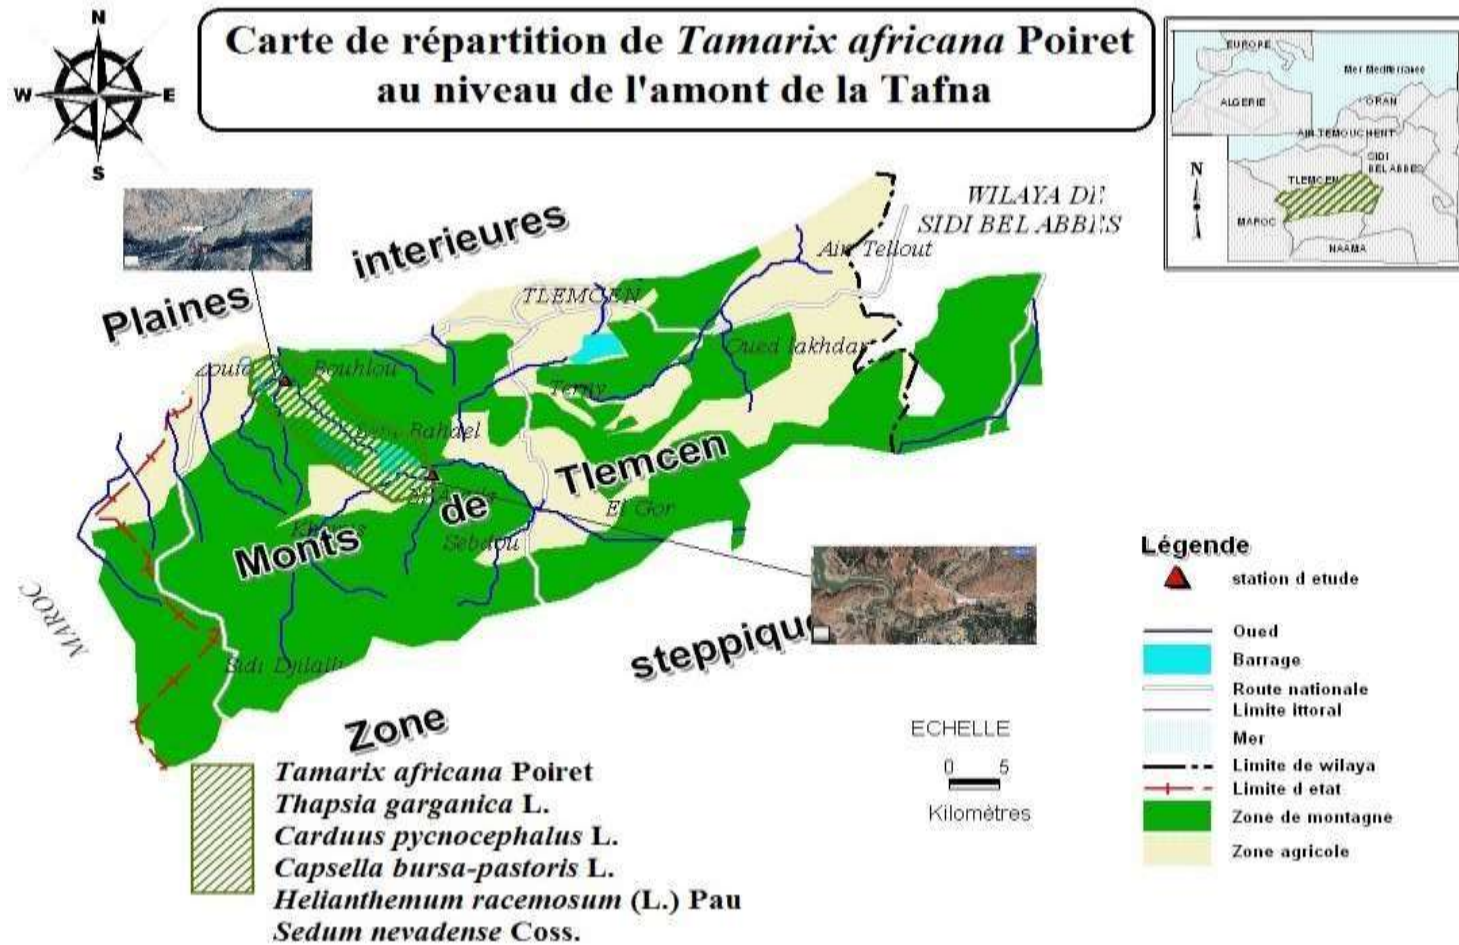 N
W E
S
Carte de répartition de Tamarix africana Poiret
au niveau de l'amont de la Tafna
EUROPE
Mer Mediterranee
ALGERIE
ORAN
AIN TEMOUCHENT
SIDI
BEL ABBES
N
TLEMCEN
MAROC
NAAMA
WILAYA DE
SIDI BEL ABBES
interieures
Plaines
Ain Tellout
TLEMCEN
Oued lakhdar
Zouia
Bouhlou
Terny
Bahdel
Tlemcen
de
El Gor
Monts
Sebdou
MAROC
steppique
Sidi Djilali
Zone
ECHELLE
0 5
Kilomètres
Légende
station d etude
Oued
Barrage
Route nationale
Limite ittoral
Mer
Limite de wilaya
Limite d etat
Zone de montagne
Zone agricole
Tamarix africana Poiret
Thapsia garganica L.
Carduus pycnocephalus L.
Capsella bursa-pastoris L.
Helianthemum racemosum (L.) Pau
Sedum nevadense Coss.